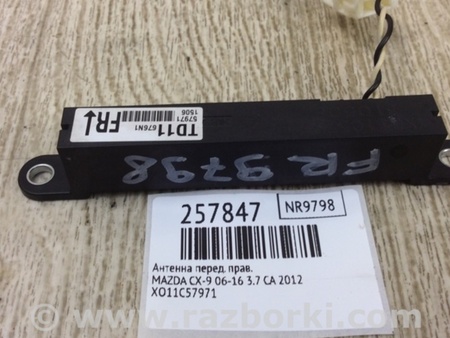 TD11
676N1
57971
1506
FR↓
FR 9798
257847
NR9798
Антенна перед. прав.
MAZDA CX-9 06-16 3.7 CA 2012
XO11C57971
www.razborki.com